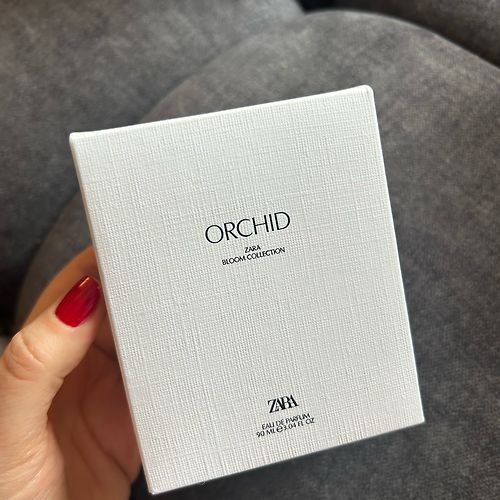 ORCHID
ZARA
BLOOM COLLECTION
ZARA
EAU DE PARFUM
90 ML ℮ 3.04 FL OZ